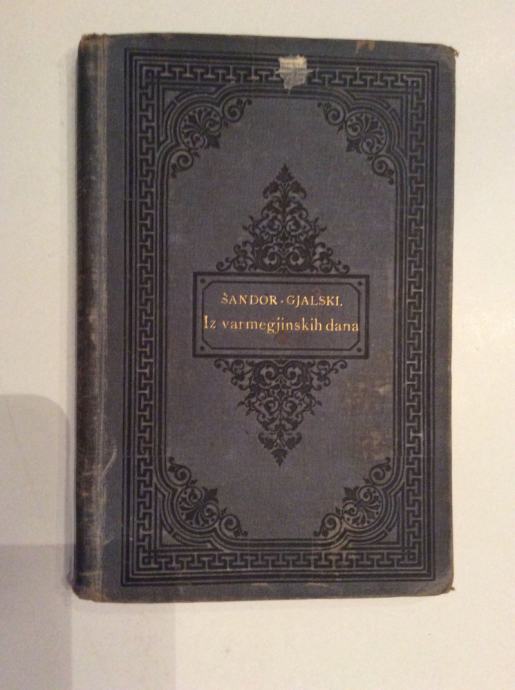 ŠANDOR-GJALSKI.
Iz varmegjinskih dana